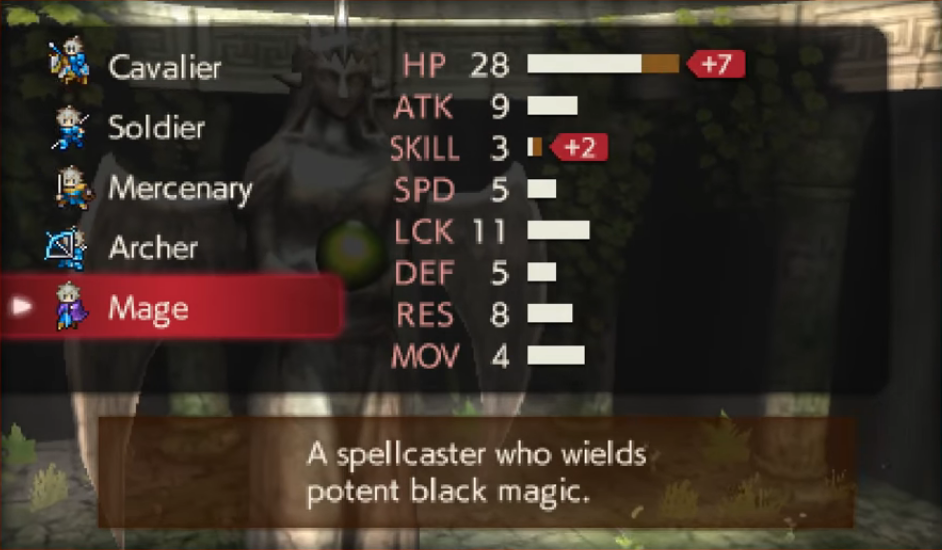 Cavalier
Soldier
Mercenary
Archer
Mage
HP 28 +7
ATK 9
SKILL 3 +2
SPD 5
LCK 11
DEF 5
RES 8
MOV 4
A spellcaster who wields
potent black magic.